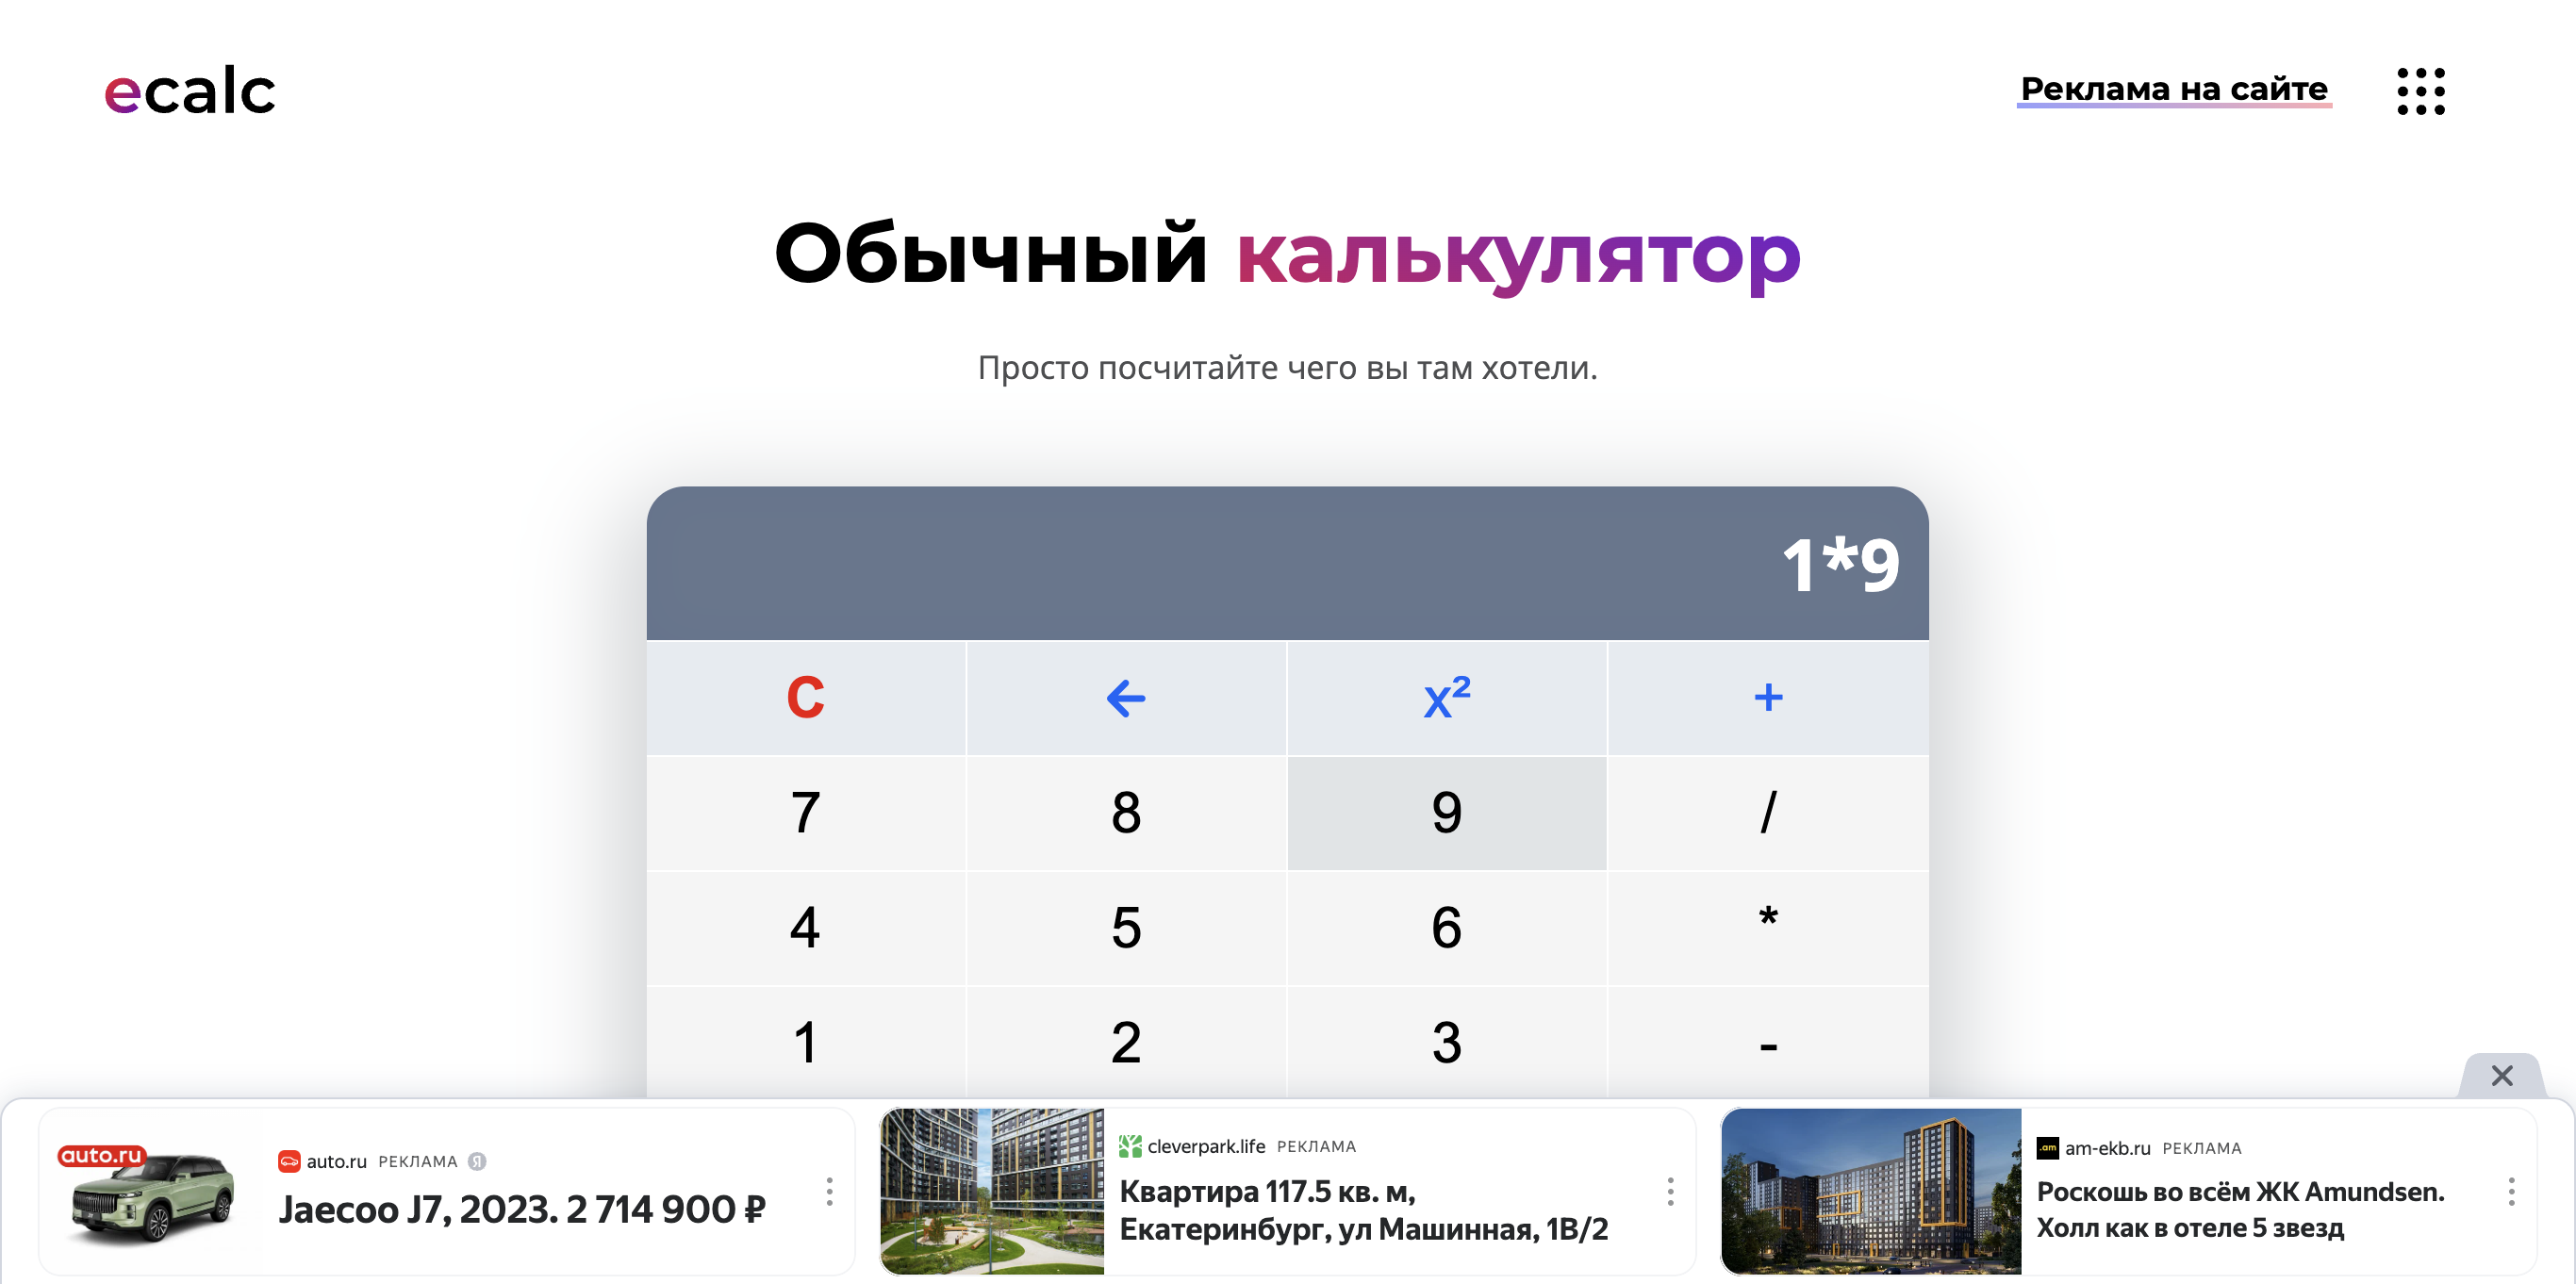 ecalc
Реклама на сайте
Обычный калькулятор
Просто посчитайте чего вы там хотели.
1*9
C ← x² +
7 8 9 /
4 5 6 *
1 2 3 -
auto.ru
auto.ru РЕКЛАМА Я
Jaecoo J7, 2023. 2 714 900 ₽
cleverpark.life РЕКЛАМА
Квартира 117.5 кв. м,
Екатеринбург, ул Машинная, 1В/2
.am am-ekb.ru РЕКЛАМА
Роскошь во всём ЖК Amundsen.
Холл как в отеле 5 звезд